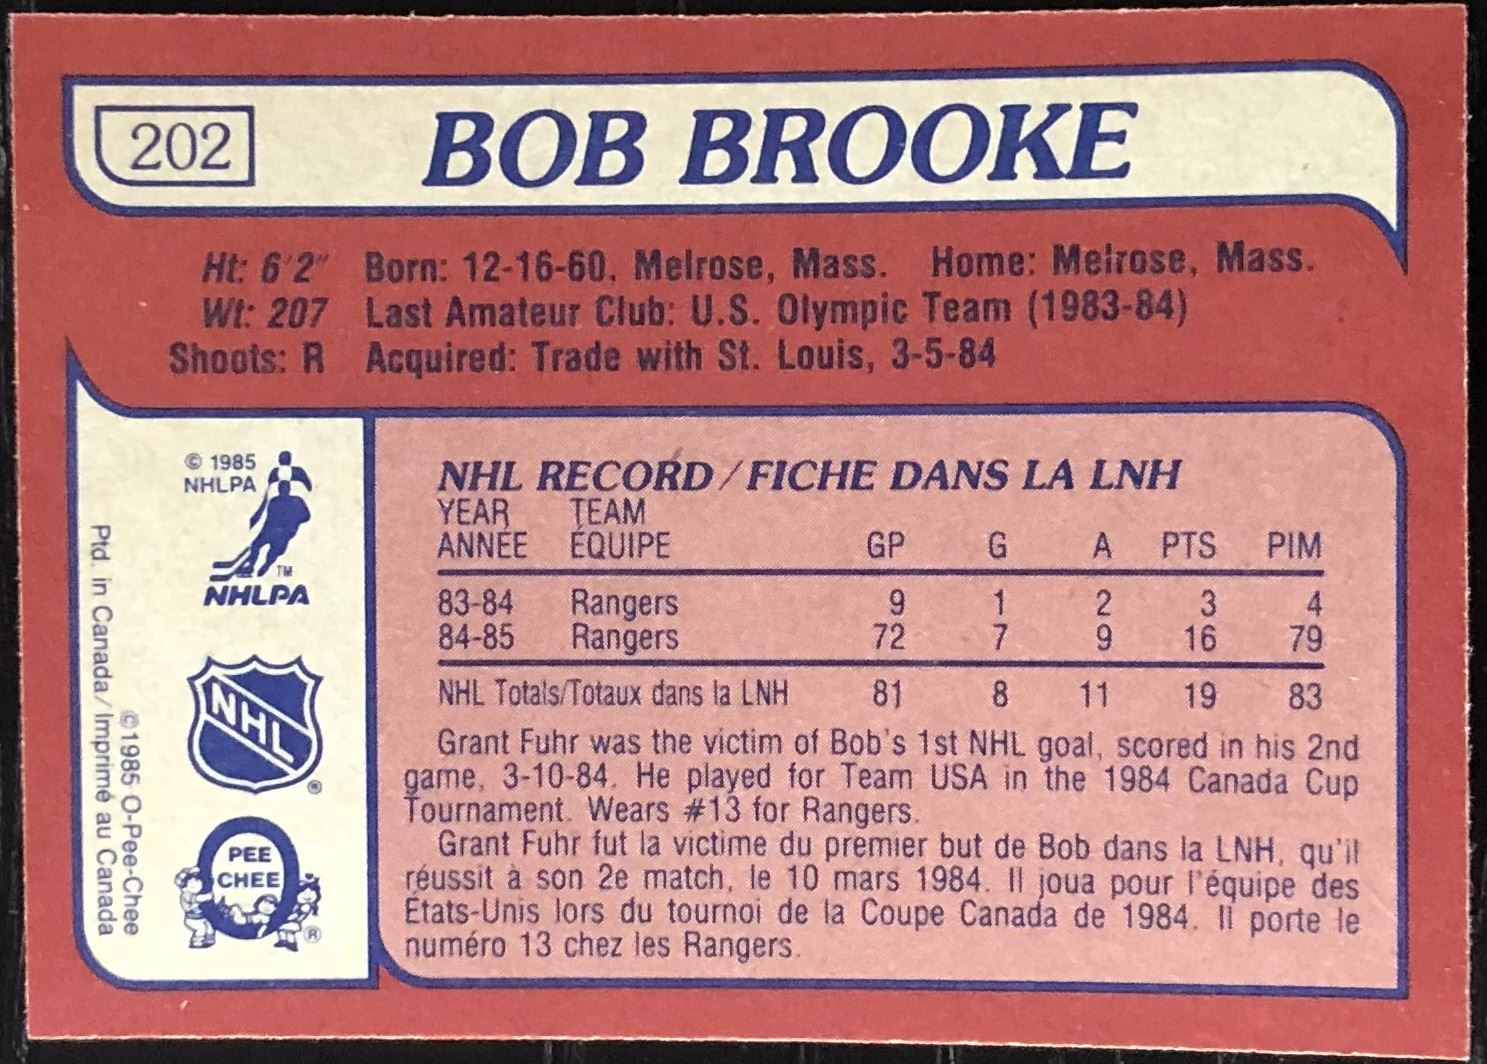 202
BOB BROOKE
Ht: 6'2" Born: 12-16-60, Melrose, Mass. Home: Melrose, Mass.
Wt: 207 Last Amateur Club: U.S. Olympic Team (1983-84)
Shoots: R Acquired: Trade with St. Louis, 3-5-84
© 1985
NHLPA
TM
NHLPA
NHL
®
PEE
CHEE
®
©1985 O-Pee-Chee
Ptd. in Canada/Imprimé au Canada
NHL RECORD/FICHE DANS LA LNH
YEAR TEAM
ANNÉE ÉQUIPE GP G A PTS PIM
83-84 Rangers 9 1 2 3 4
84-85 Rangers 72 7 9 16 79
NHL Totals/Totaux dans la LNH 81 8 11 19 83
Grant Fuhr was the victim of Bob's 1st NHL goal, scored in his 2nd
game, 3-10-84. He played for Team USA in the 1984 Canada Cup
Tournament. Wears #13 for Rangers.
Grant Fuhr fut la victime du premier but de Bob dans la LNH, qu'il
réussit à son 2e match, le 10 mars 1984. Il joua pour l'équipe des
États-Unis lors du tournoi de la Coupe Canada de 1984. Il porte le
numéro 13 chez les Rangers.